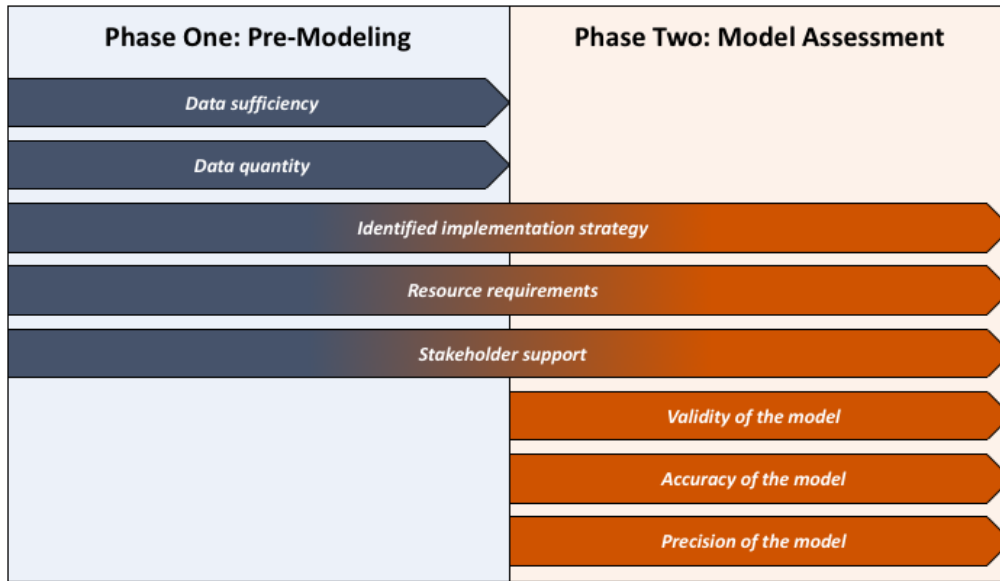 Phase One: Pre-Modeling
Phase Two: Model Assessment
Data sufficiency
Data quantity
Identified implementation strategy
Resource requirements
Stakeholder support
Validity of the model
Accuracy of the model
Precision of the model